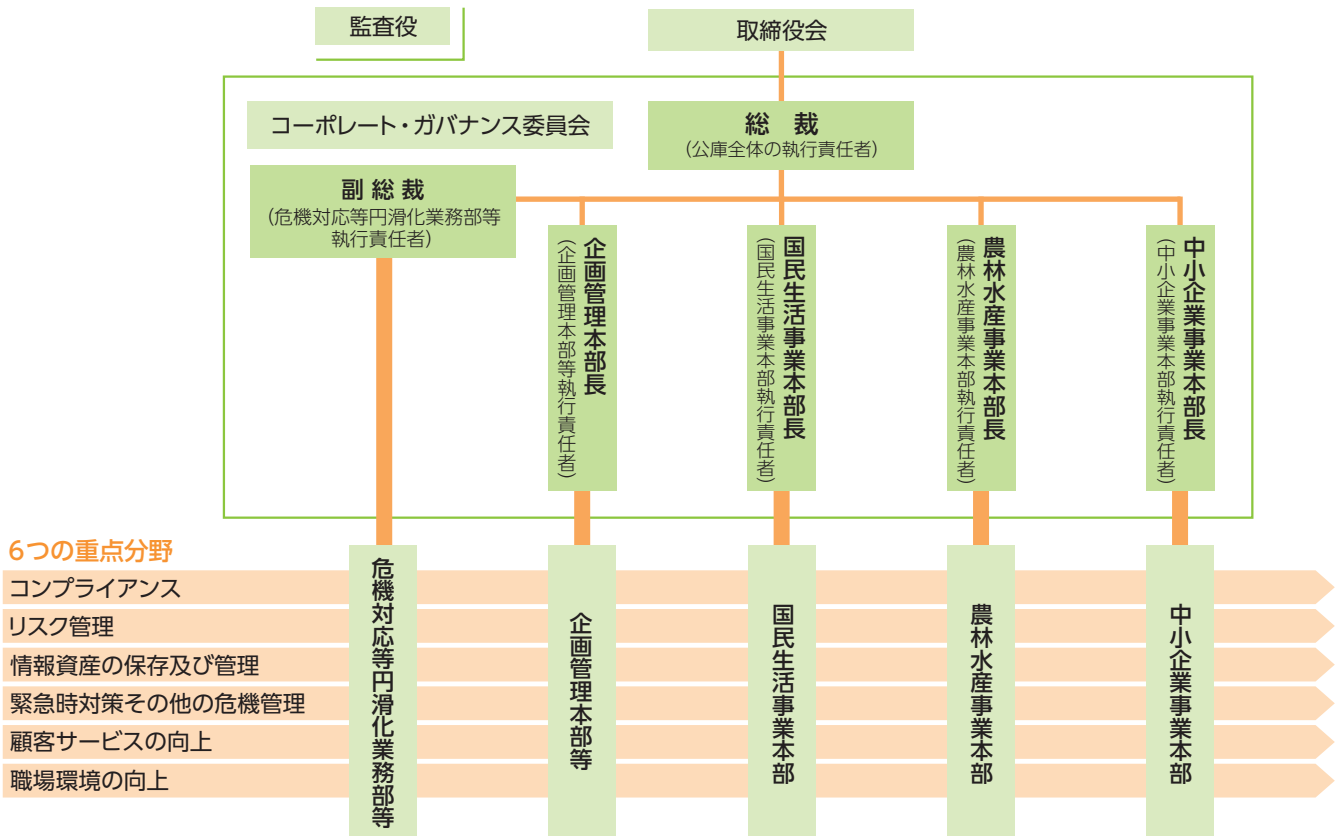 監査役
取締役会
コーポレート・ガバナンス委員会
総 裁
(公庫全体の執行責任者)
副 総 裁
(危機対応等円滑化業務部等
執行責任者)
企画管理本部長
(企画管理本部等執行責任者)
国民生活事業本部長
(国民生活事業本部執行責任者)
農林水産事業本部長
(農林水産事業本部執行責任者)
中小企業事業本部長
(中小企業事業本部執行責任者)
6つの重点分野
コンプライアンス
リスク管理
情報資産の保存及び管理
緊急時対策その他の危機管理
顧客サービスの向上
職場環境の向上
危機対応等円滑化業務部等
企画管理本部等
国民生活事業本部
農林水産事業本部
中小企業事業本部